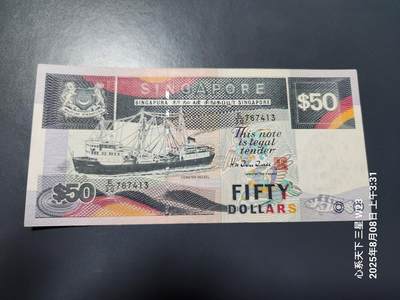 SINGAPORE
SINGAPURA 新加坡 சிங்கப்பூர் SINGAPORE
$50
767413
This note
is legal
tender
767413
$50
FIFTY
DOLLARS
心系天下 三星 W23
2025年8月08日 上午3:31